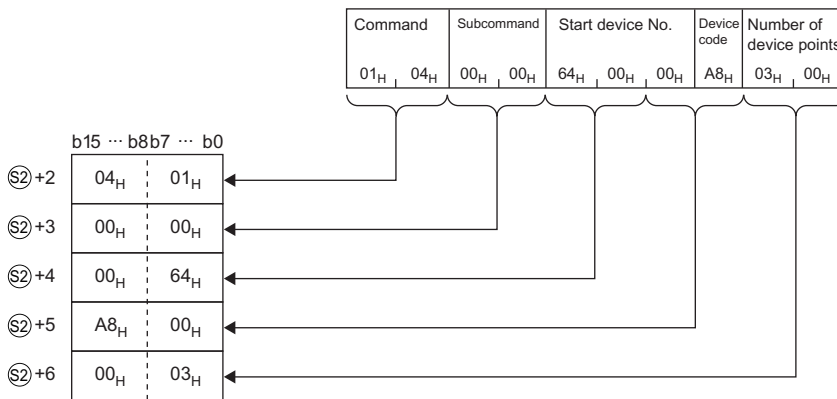 Command Subcommand Start device No. Device code Number of device points
01H 04H 00H 00H 64H 00H 00H A8H 03H 00H
b15 ··· b8b7 ··· b0
S2 +2 04H 01H
S2 +3 00H 00H
S2 +4 00H 64H
S2 +5 A8H 00H
S2 +6 00H 03H